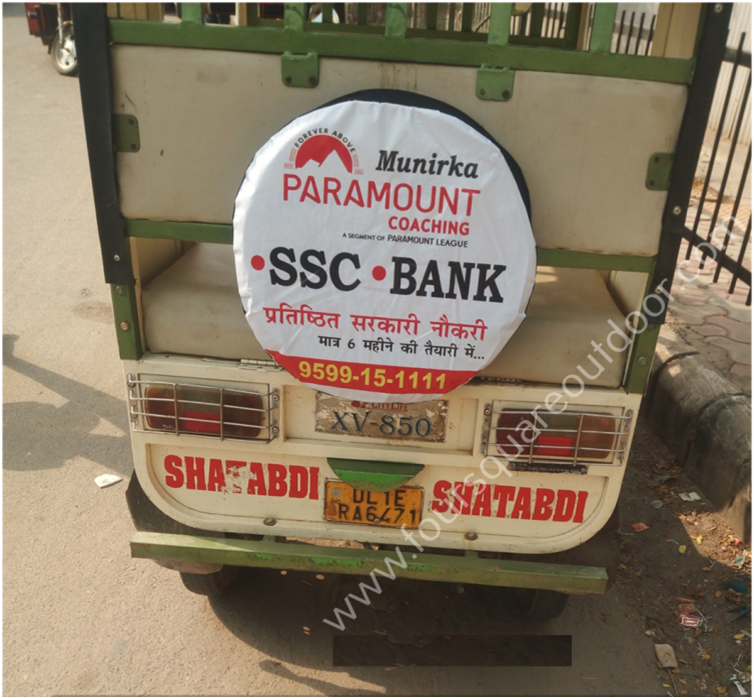 FOREVER ABOVE
Munirka
PARAMOUNT
COACHING
A SEGMENT OF PARAMOUNT LEAGUE
•SSC •BANK
प्रतिष्ठित सरकारी नौकरी
मात्र 6 महीने की तैयारी में...
9599-15-1111
CITYLIFE
XV-850
SHATABDI
DL1E
RA6471
SHATABDI
www.foursquareoutdoor.com